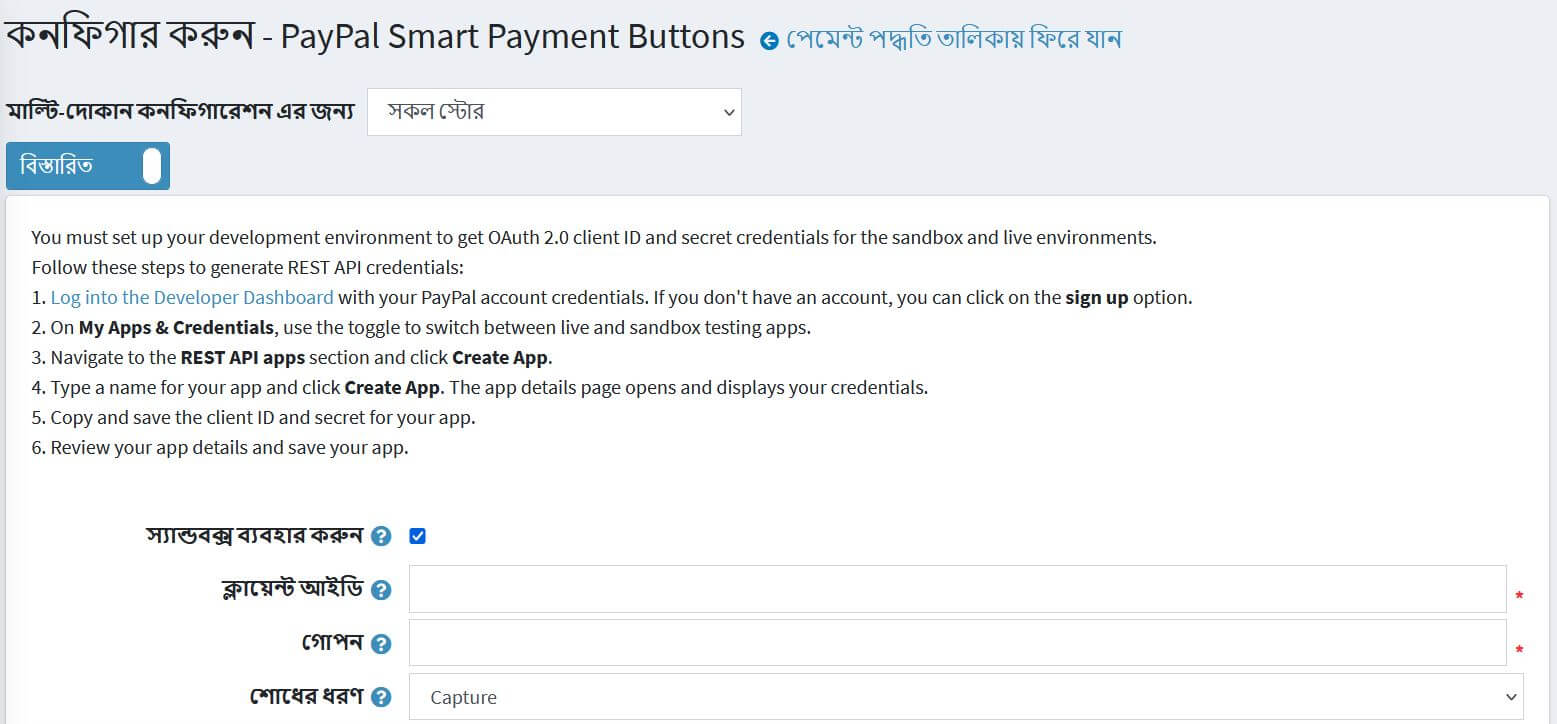 কনফিগার করুন - PayPal Smart Payment Buttons পেমেন্ট পদ্ধতি তালিকায় ফিরে যান
মাল্টি-দোকান কনফিগারেশন এর জন্য সকল স্টোর
বিস্তারিত
You must set up your development environment to get OAuth 2.0 client ID and secret credentials for the sandbox and live environments.
Follow these steps to generate REST API credentials:
1. Log into the Developer Dashboard with your PayPal account credentials. If you don't have an account, you can click on the sign up option.
2. On My Apps & Credentials, use the toggle to switch between live and sandbox testing apps.
3. Navigate to the REST API apps section and click Create App.
4. Type a name for your app and click Create App. The app details page opens and displays your credentials.
5. Copy and save the client ID and secret for your app.
6. Review your app details and save your app.
স্যান্ডবক্স ব্যবহার করুন ?
ক্লায়েন্ট আইডি ? *
গোপন ? *
শোধের ধরণ ? Capture